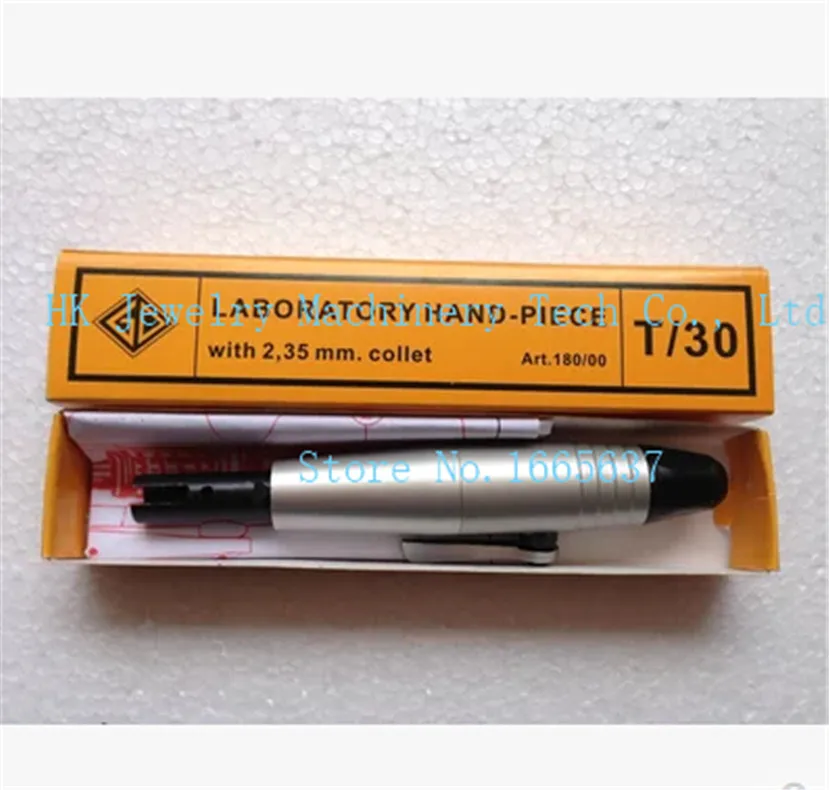 HK Jewelry Machinery Tech Co., Ltd
LABORATORY HAND-PIECE
with 2,35 mm. collet
Art.180/00
T/30
Store No.1665637